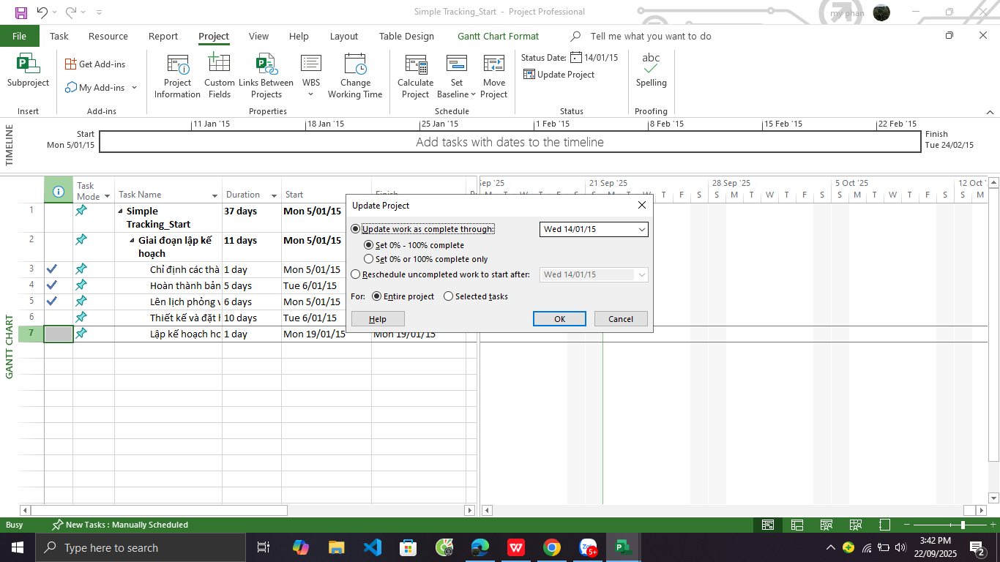 Simple Tracking_Start - Project Professional
my phan
File Task Resource Report Project View Help Layout Table Design Gantt Chart Format Tell me what you want to do
Subproject
Insert
Get Add-ins
My Add-ins
Add-ins
Project Information
Custom Fields
Links Between Projects
WBS
Change Working Time
Properties
Calculate Project
Set Baseline
Move Project
Schedule
Status Date: 14/01/15
Update Project
Status
abc
Spelling
Proofing
TIMELINE
11 Jan '15 18 Jan '15 25 Jan '15 1 Feb '15 8 Feb '15 15 Feb '15 22 Feb '15
Start
Mon 5/01/15
Add tasks with dates to the timeline
Finish
Tue 24/02/15
GANTT CHART
Task Mode Task Name Duration Start Finish
Sep '25 21 Sep '25 28 Sep '25 5 Oct '25 12 Oct '
M T W T F S S M T W T F S S M T W T F S S M T W T F S S M
1 Simple Tracking_Start 37 days Mon 5/01/15
2 Giai đoạn lập kế hoạch 11 days Mon 5/01/15
3 Chỉ định các thà 1 day Mon 5/01/15
4 Hoàn thành bản 5 days Tue 6/01/15
5 Lên lịch phỏng v 6 days Mon 5/01/15
6 Thiết kế và đặt h 10 days Tue 6/01/15
7 Lập kế hoạch hc 1 day Mon 19/01/15 Mon 19/01/15
Update Project
Update work as complete through: Wed 14/01/15
Set 0% - 100% complete
Set 0% or 100% complete only
Reschedule uncompleted work to start after: Wed 14/01/15
For: Entire project Selected tasks
Help OK Cancel
Busy New Tasks : Manually Scheduled
Type here to search
Zalo
5+
3:42 PM
22/09/2025
2